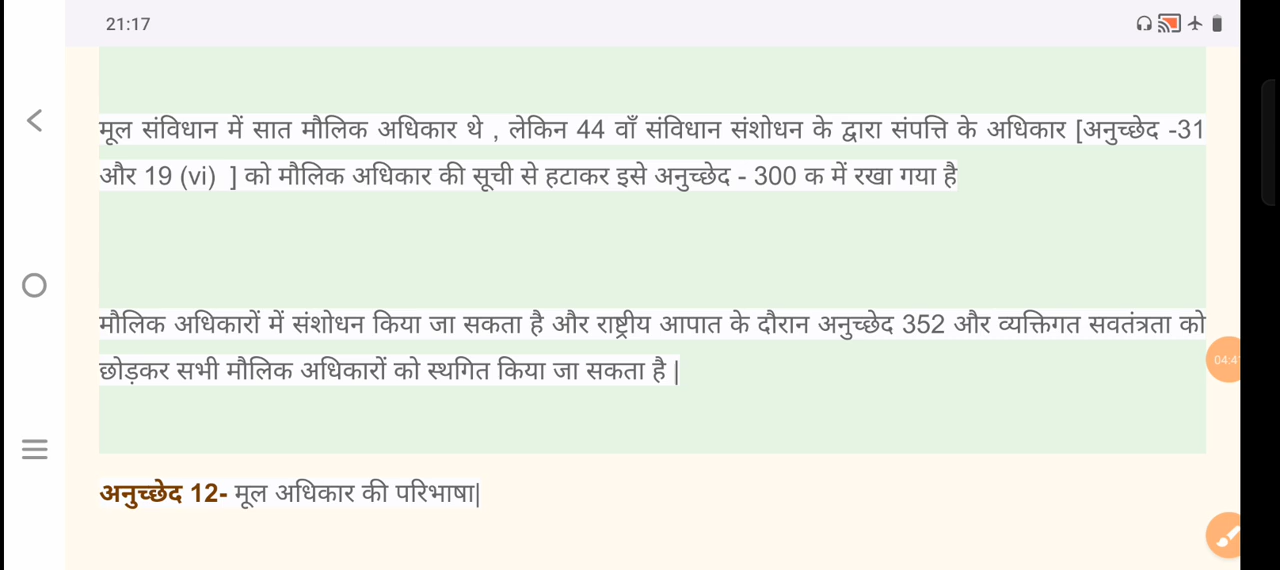 21:17
मूल संविधान में सात मौलिक अधिकार थे , लेकिन 44 वाँ संविधान संशोधन के द्वारा संपत्ति के अधिकार [अनुच्छेद -31
और 19 (vi) ] को मौलिक अधिकार की सूची से हटाकर इसे अनुच्छेद - 300 क में रखा गया है
मौलिक अधिकारों में संशोधन किया जा सकता है और राष्ट्रीय आपात के दौरान अनुच्छेद 352 और व्यक्तिगत सवतंत्रता को
छोड़कर सभी मौलिक अधिकारों को स्थगित किया जा सकता है |
अनुच्छेद 12- मूल अधिकार की परिभाषा|